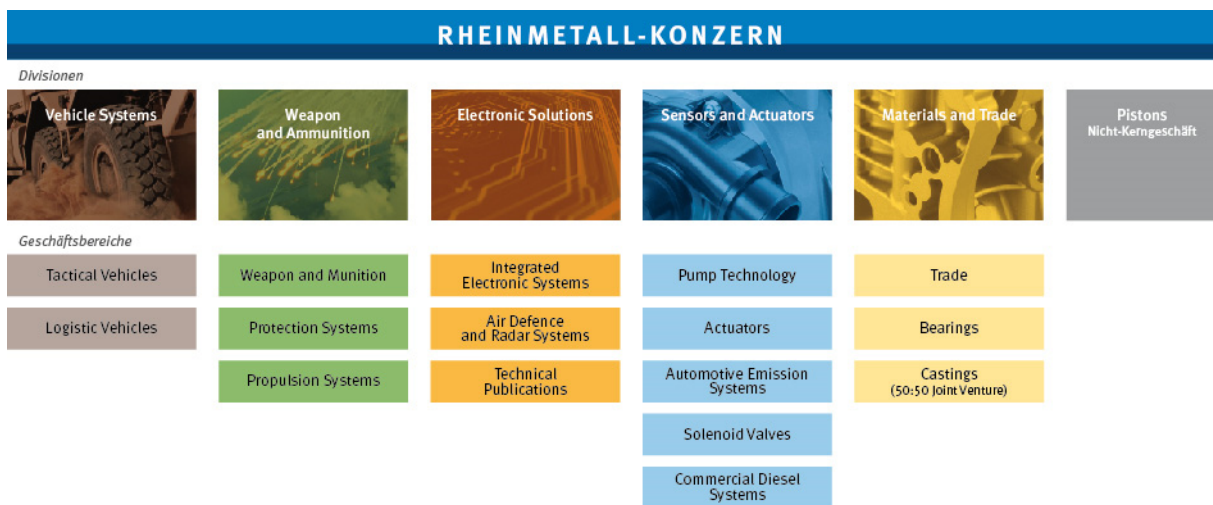 RHEINMETALL-KONZERN
Divisionen
Vehicle Systems
Weapon
and Ammunition
Electronic Solutions
Sensors and Actuators
Materials and Trade
Pistons
Nicht-Kerngeschäft
Geschäftsbereiche
Tactical Vehicles
Logistic Vehicles
Weapon and Munition
Protection Systems
Propulsion Systems
Integrated
Electronic Systems
Air Defence
and Radar Systems
Technical
Publications
Pump Technology
Actuators
Automotive Emission
Systems
Solenoid Valves
Commercial Diesel
Systems
Trade
Bearings
Castings
(50:50 Joint Venture)